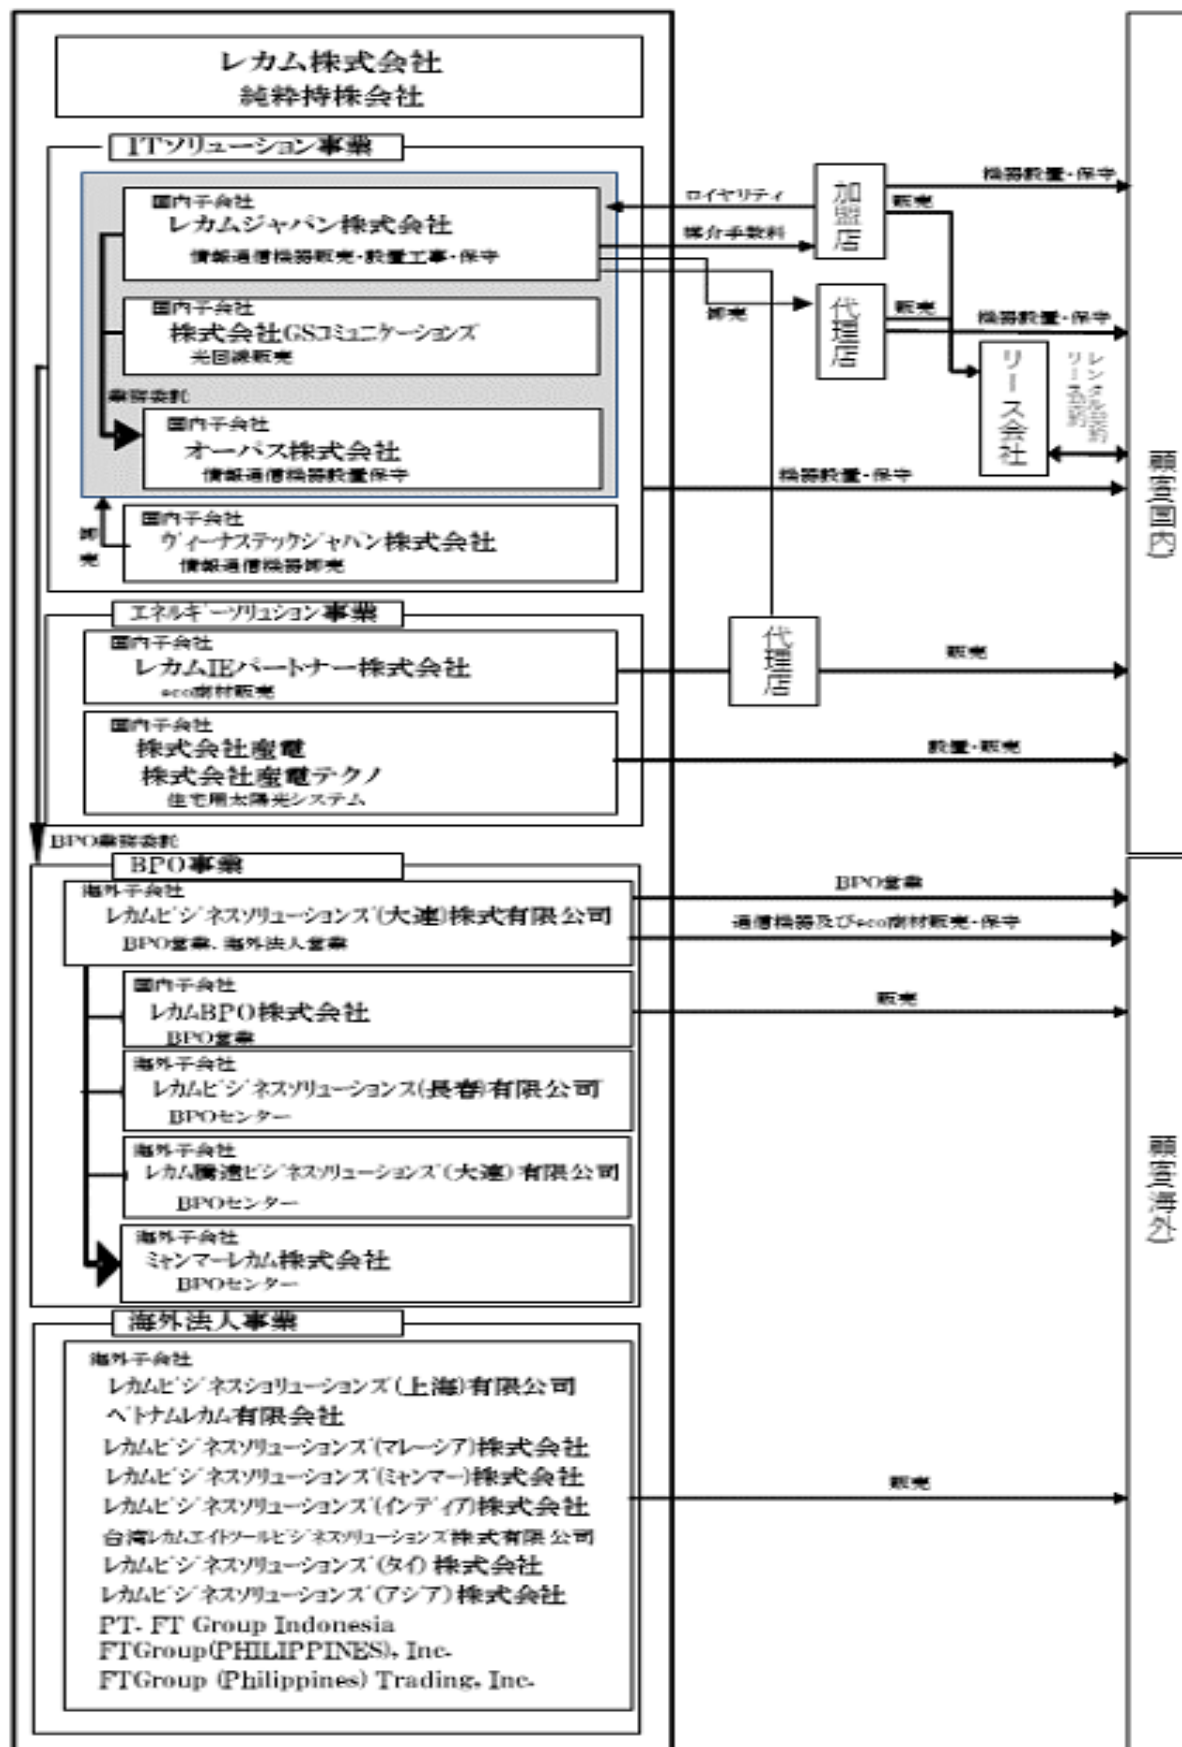 レカム株式会社
純粋持株会社
ITソリューション事業
国内子会社
レカムジャパン株式会社
情報通信機器販売・設置工事・保守
国内子会社
株式会社GSコミュニケーションズ
光回線販売
業務委託
国内子会社
オーパス株式会社
情報通信機器設置保守
卸売
国内子会社
ヴィーナステックジャパン株式会社
情報通信機器卸売
ロイヤリティ
媒介手数料
卸売
加盟店
代理店
販売
販売
機器設置・保守
機器設置・保守
リース会社
レンタル契約
リース契約
機器設置・保守
顧客(国内)
エネルギーソリュション事業
国内子会社
レカムIEパートナー株式会社
eco商材販売
代理店
販売
国内子会社
株式会社産電
株式会社産電テクノ
住宅用太陽光システム
設置・販売
BPO業務委託
BPO事業
海外子会社
レカムビジネスソリューションズ(大連)株式有限公司
BPO営業、海外法人営業
BPO営業
通信機器及びeco商材販売・保守
国内子会社
レカムBPO株式会社
BPO営業
販売
海外子会社
レカムビジネスソリューションズ(長春)有限公司
BPOセンター
海外子会社
レカム騰遠ビジネスソリューションズ(大連)有限公司
BPOセンター
海外子会社
ミャンマーレカム株式会社
BPOセンター
顧客(海外)
海外法人事業
海外子会社
レカムビジネスショリューションズ(上海)有限公司
ベトナムレカム有限会社
レカムビジネスソリューションズ(マレーシア)株式会社
レカムビジネスソリューションズ(ミャンマー)株式会社
レカムビジネスソリューションズ(インディア)株式会社
台湾レカムエイトツールビジネスソリューションズ株式有限公司
レカムビジネスソリューションズ(タイ)株式会社
レカムビジネスソリューションズ(アシア)株式会社
PT. FT Group Indonesia
FTGroup(PHILIPPINES), Inc.
FTGroup (Philippines) Trading, Inc.
販売